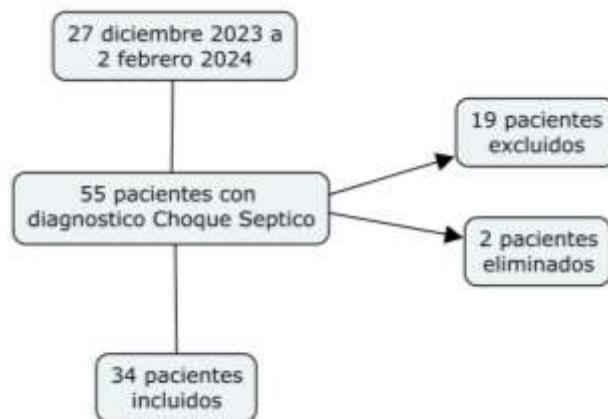 27 diciembre 2023 a
2 febrero 2024
19 pacientes
excluidos
55 pacientes con
diagnostico Choque Septico
2 pacientes
eliminados
34 pacientes
incluidos